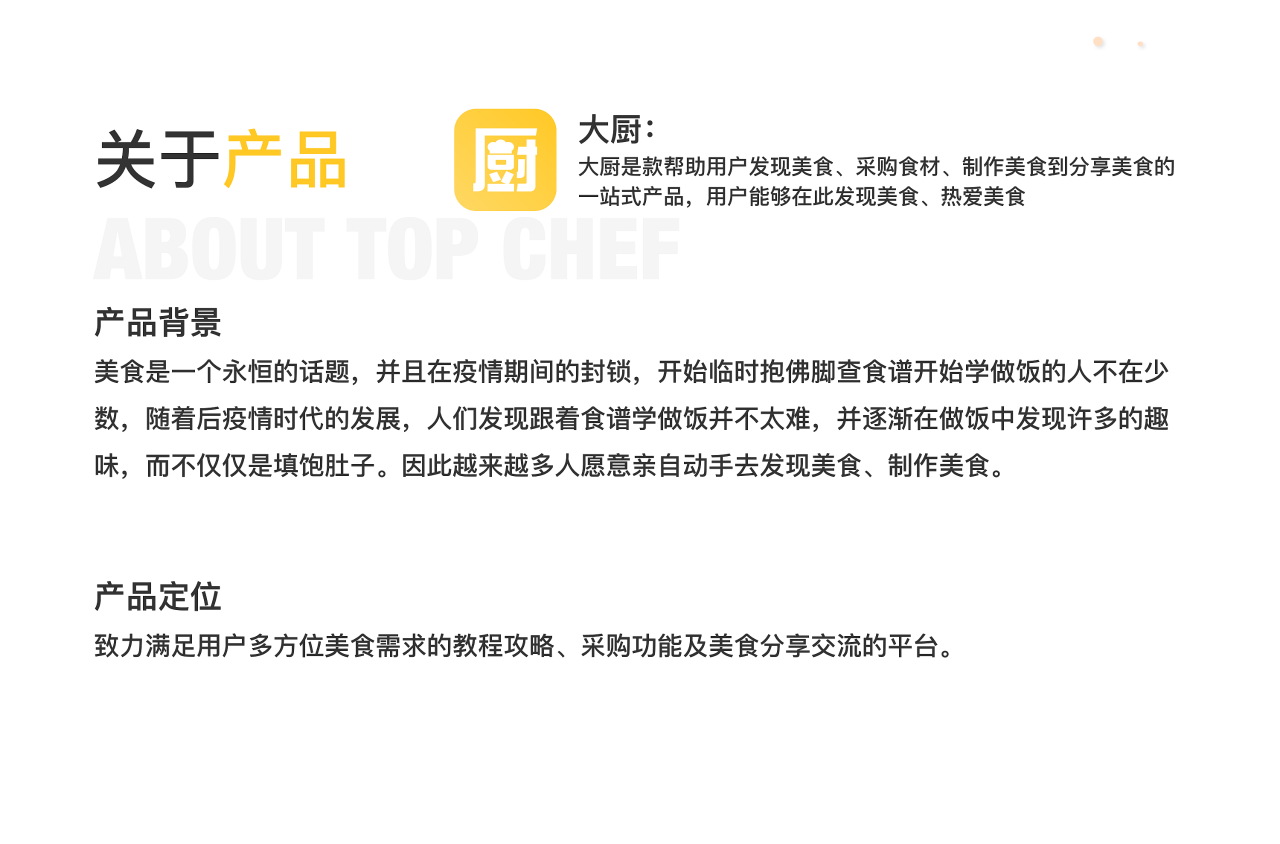 关于产品
厨
大厨：
大厨是款帮助用户发现美食、采购食材、制作美食到分享美食的
一站式产品，用户能够在此发现美食、热爱美食
ABOUT TOP CHEF
产品背景
美食是一个永恒的话题，并且在疫情期间的封锁，开始临时抱佛脚查食谱开始学做饭的人不在少
数，随着后疫情时代的发展，人们发现跟着食谱学做饭并不太难，并逐渐在做饭中发现许多的趣
味，而不仅仅是填饱肚子。因此越来越多人愿意亲自动手去发现美食、制作美食。
产品定位
致力满足用户多方位美食需求的教程攻略、采购功能及美食分享交流的平台。